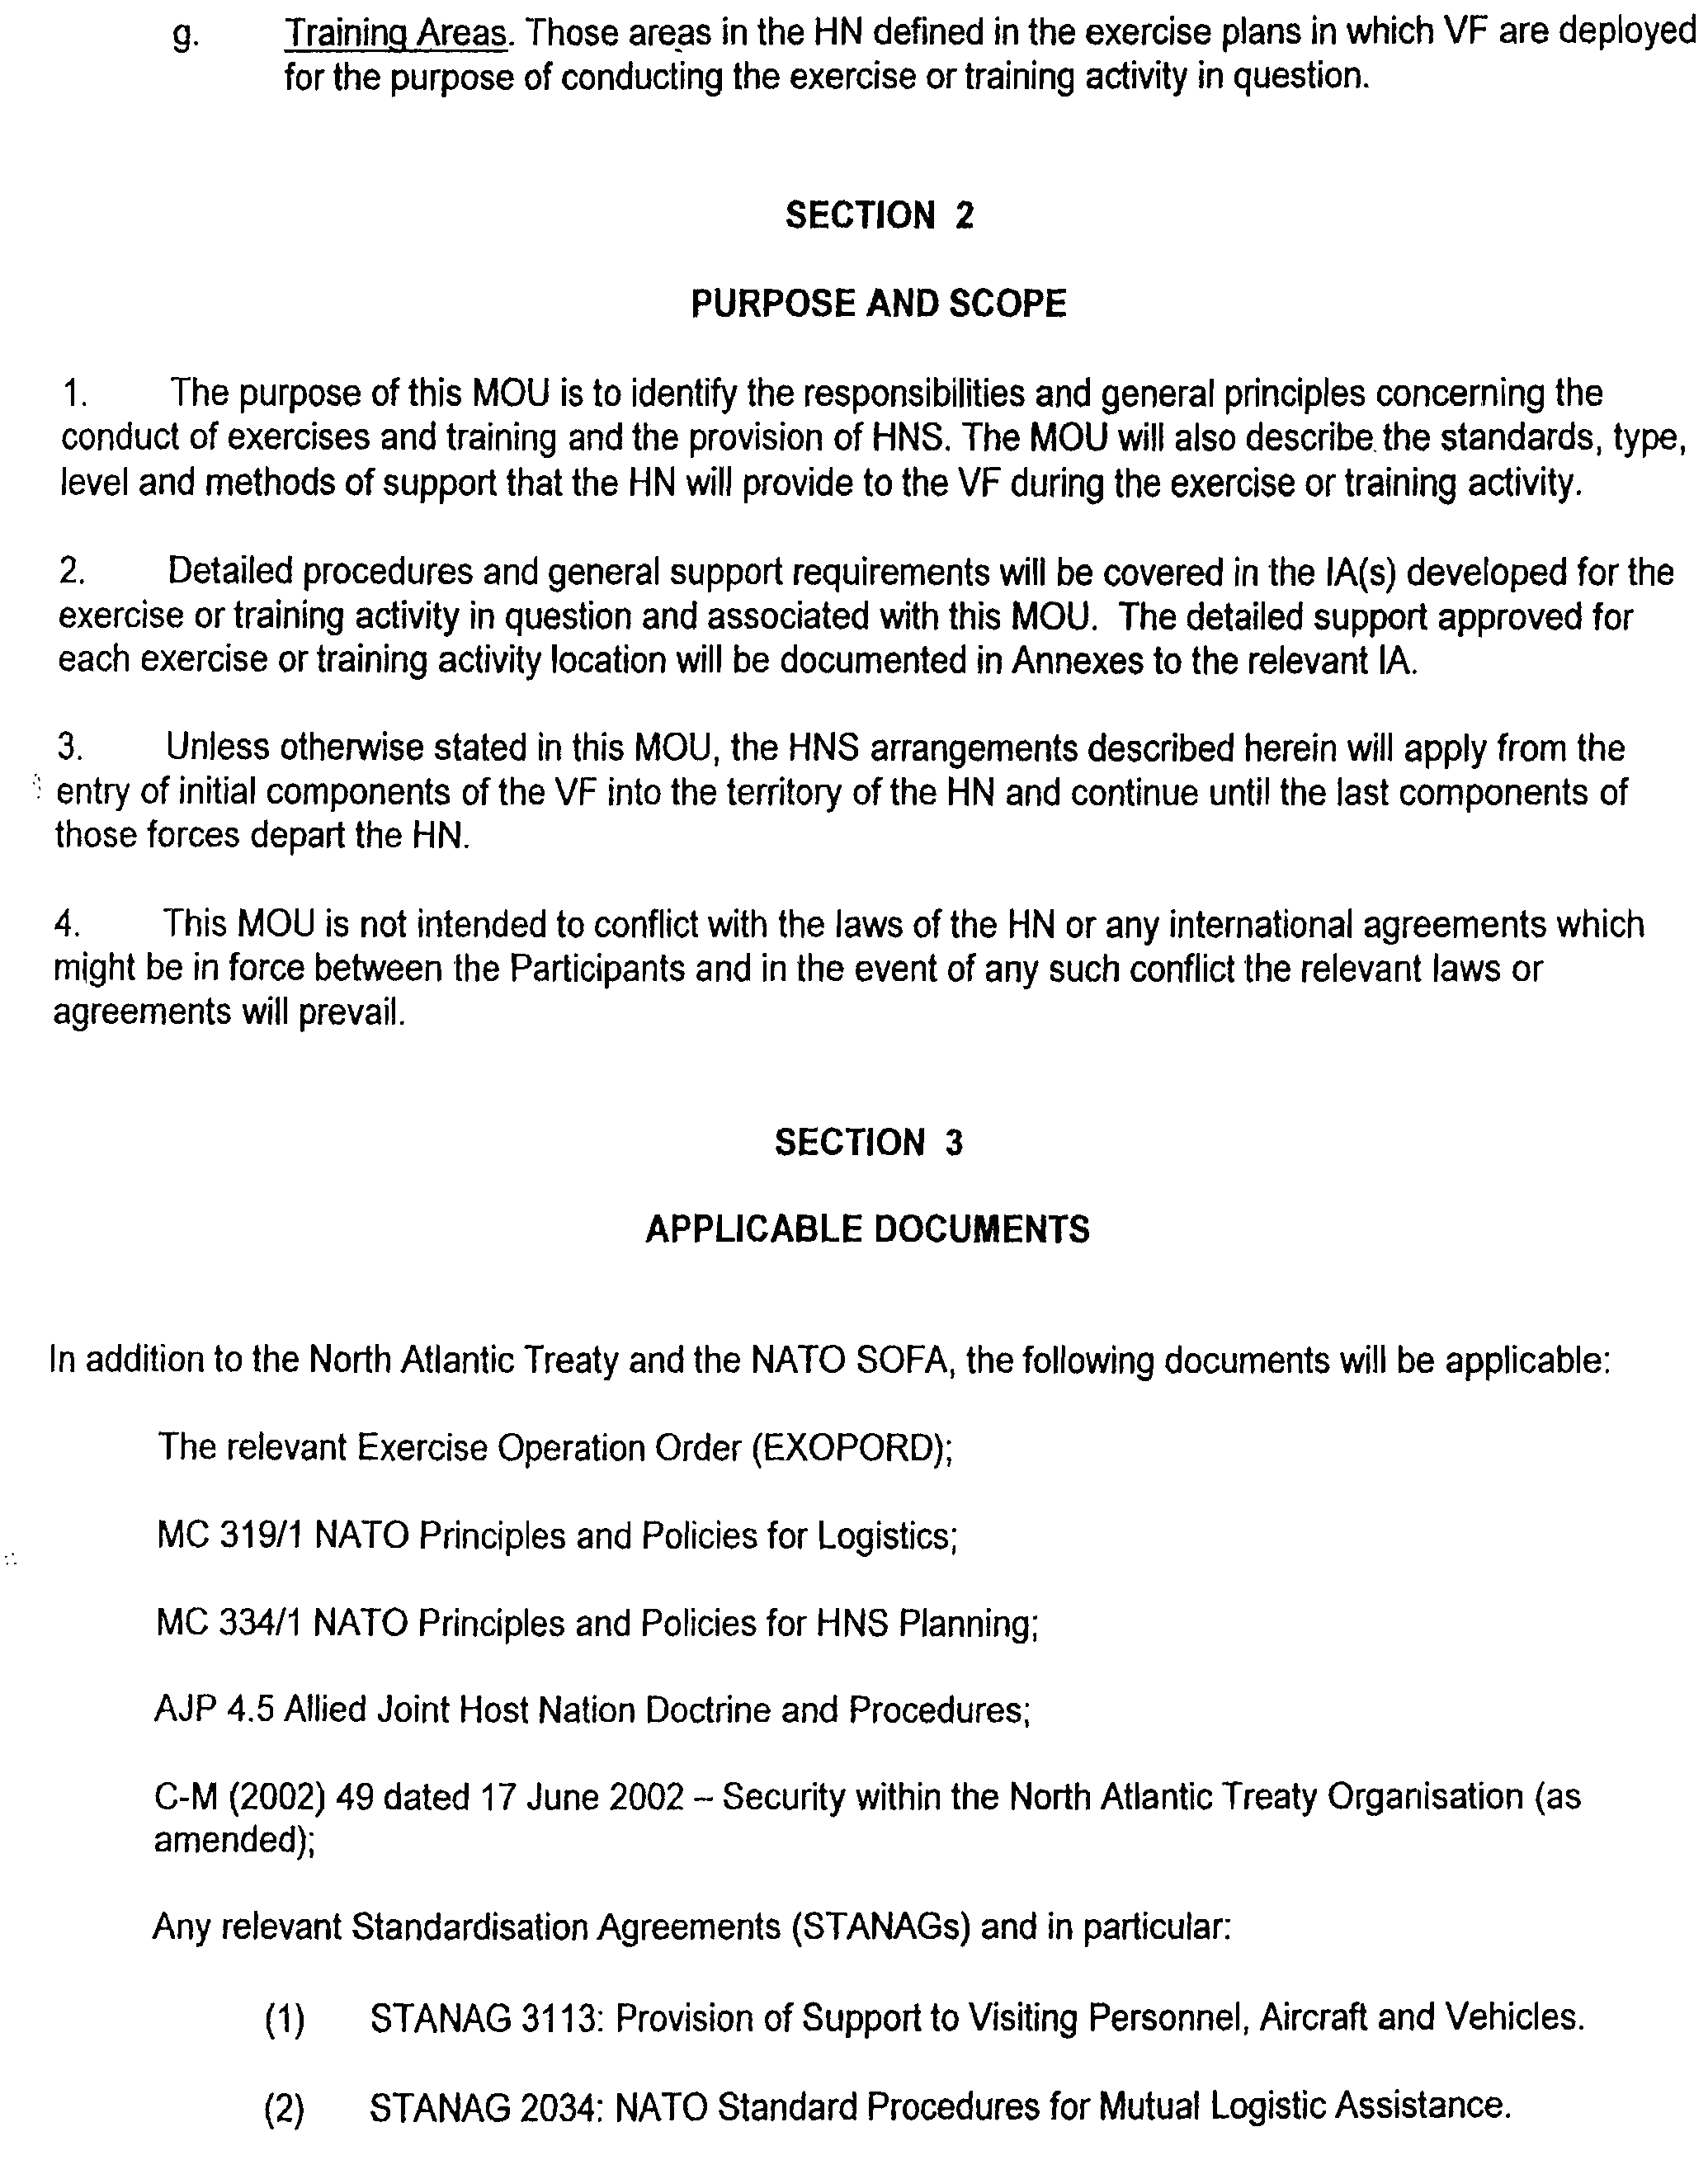 g. Training Areas. Those areas in the HN defined in the exercise plans in which VF are deployed
for the purpose of conducting the exercise or training activity in question.
SECTION 2
PURPOSE AND SCOPE
1. The purpose of this MOU is to identify the responsibilities and general principles concerning the
conduct of exercises and training and the provision of HNS. The MOU will also describe the standards, type,
level and methods of support that the HN will provide to the VF during the exercise or training activity.
2. Detailed procedures and general support requirements will be covered in the IA(s) developed for the
exercise or training activity in question and associated with this MOU. The detailed support approved for
each exercise or training activity location will be documented in Annexes to the relevant IA.
3. Unless otherwise stated in this MOU, the HNS arrangements described herein will apply from the
entry of initial components of the VF into the territory of the HN and continue until the last components of
those forces depart the HN.
4. This MOU is not intended to conflict with the laws of the HN or any international agreements which
might be in force between the Participants and in the event of any such conflict the relevant laws or
agreements will prevail.
SECTION 3
APPLICABLE DOCUMENTS
In addition to the North Atlantic Treaty and the NATO SOFA, the following documents will be applicable:
The relevant Exercise Operation Order (EXOPORD);
MC 319/1 NATO Principles and Policies for Logistics;
MC 334/1 NATO Principles and Policies for HNS Planning;
AJP 4.5 Allied Joint Host Nation Doctrine and Procedures;
C-M (2002) 49 dated 17 June 2002 – Security within the North Atlantic Treaty Organisation (as
amended);
Any relevant Standardisation Agreements (STANAGs) and in particular:
(1) STANAG 3113: Provision of Support to Visiting Personnel, Aircraft and Vehicles.
(2) STANAG 2034: NATO Standard Procedures for Mutual Logistic Assistance.